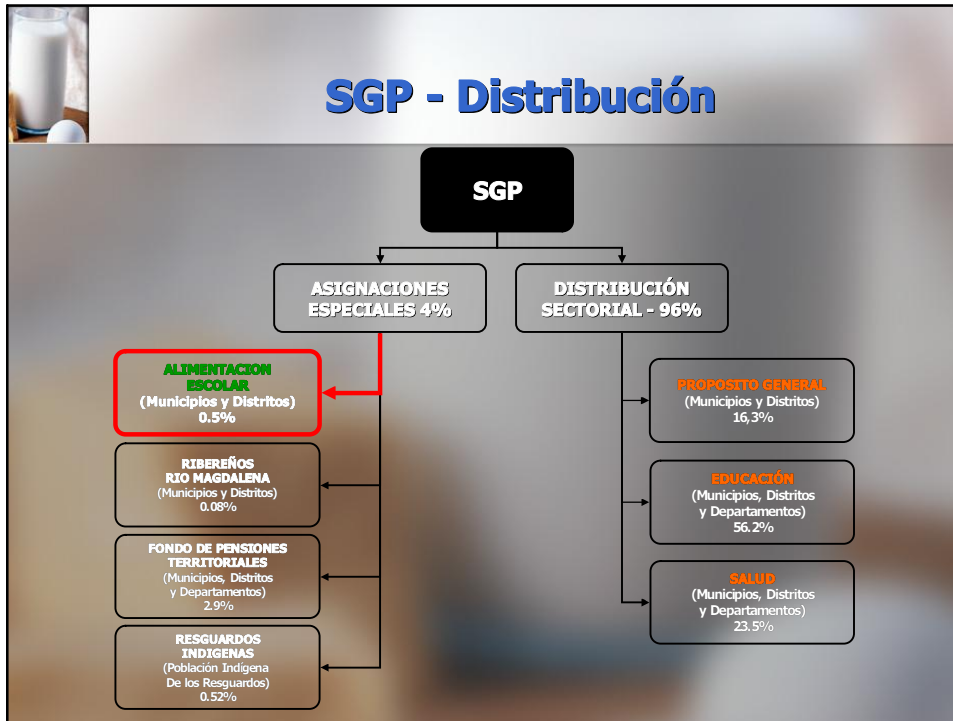 SGP - Distribución
SGP
ASIGNACIONES
ESPECIALES 4%
DISTRIBUCIÓN
SECTORIAL - 96%
ALIMENTACION
ESCOLAR
(Municipios y Distritos)
0.5%
RIBEREÑOS
RIO MAGDALENA
(Municipios y Distritos)
0.08%
FONDO DE PENSIONES
TERRITORIALES
(Municipios, Distritos
y Departamentos)
2.9%
RESGUARDOS
INDIGENAS
(Población Indígena
De los Resguardos)
0.52%
PROPOSITO GENERAL
(Municipios y Distritos)
16,3%
EDUCACIÓN
(Municipios, Distritos
y Departamentos)
56.2%
SALUD
(Municipios, Distritos
y Departamentos)
23.5%